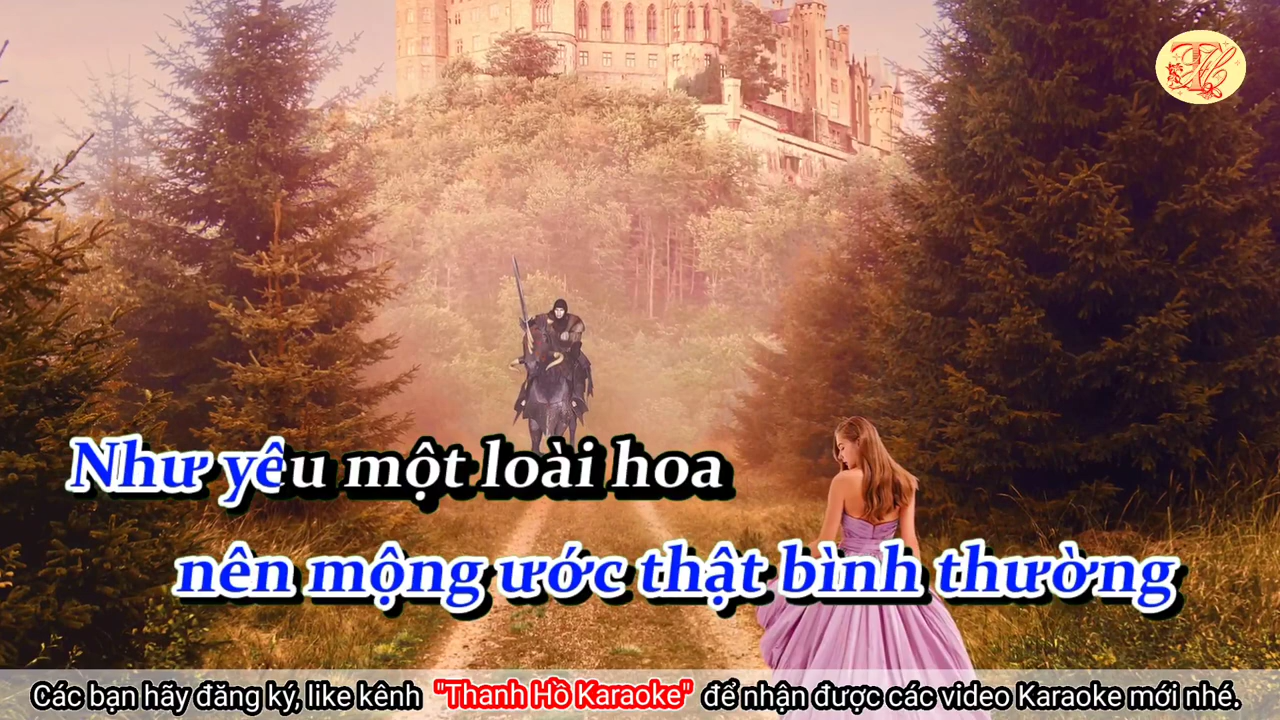 Như yêu một loài hoa
nên mộng ước thật bình thường
Các bạn hãy đăng ký, like kênh "Thanh Hồ Karaoke" để nhận được các video Karaoke mới nhé.